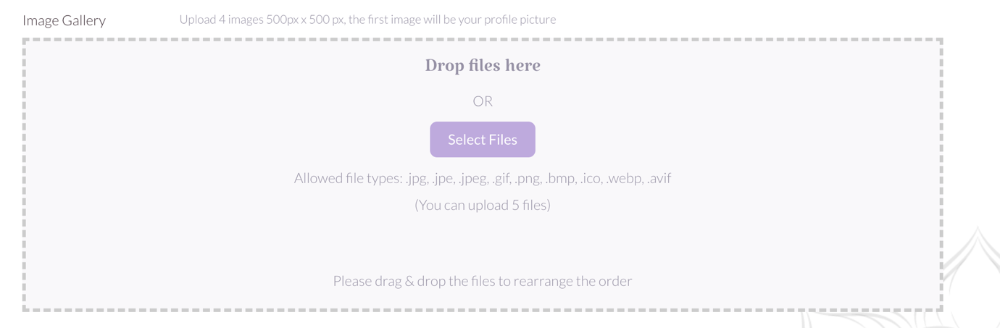 Image Gallery
Upload 4 images 500px x 500 px, the first image will be your profile picture
Drop files here
OR
Select Files
Allowed file types: .jpg, .jpe, .jpeg, .gif, .png, .bmp, .ico, .webp, .avif
(You can upload 5 files)
Please drag & drop the files to rearrange the order